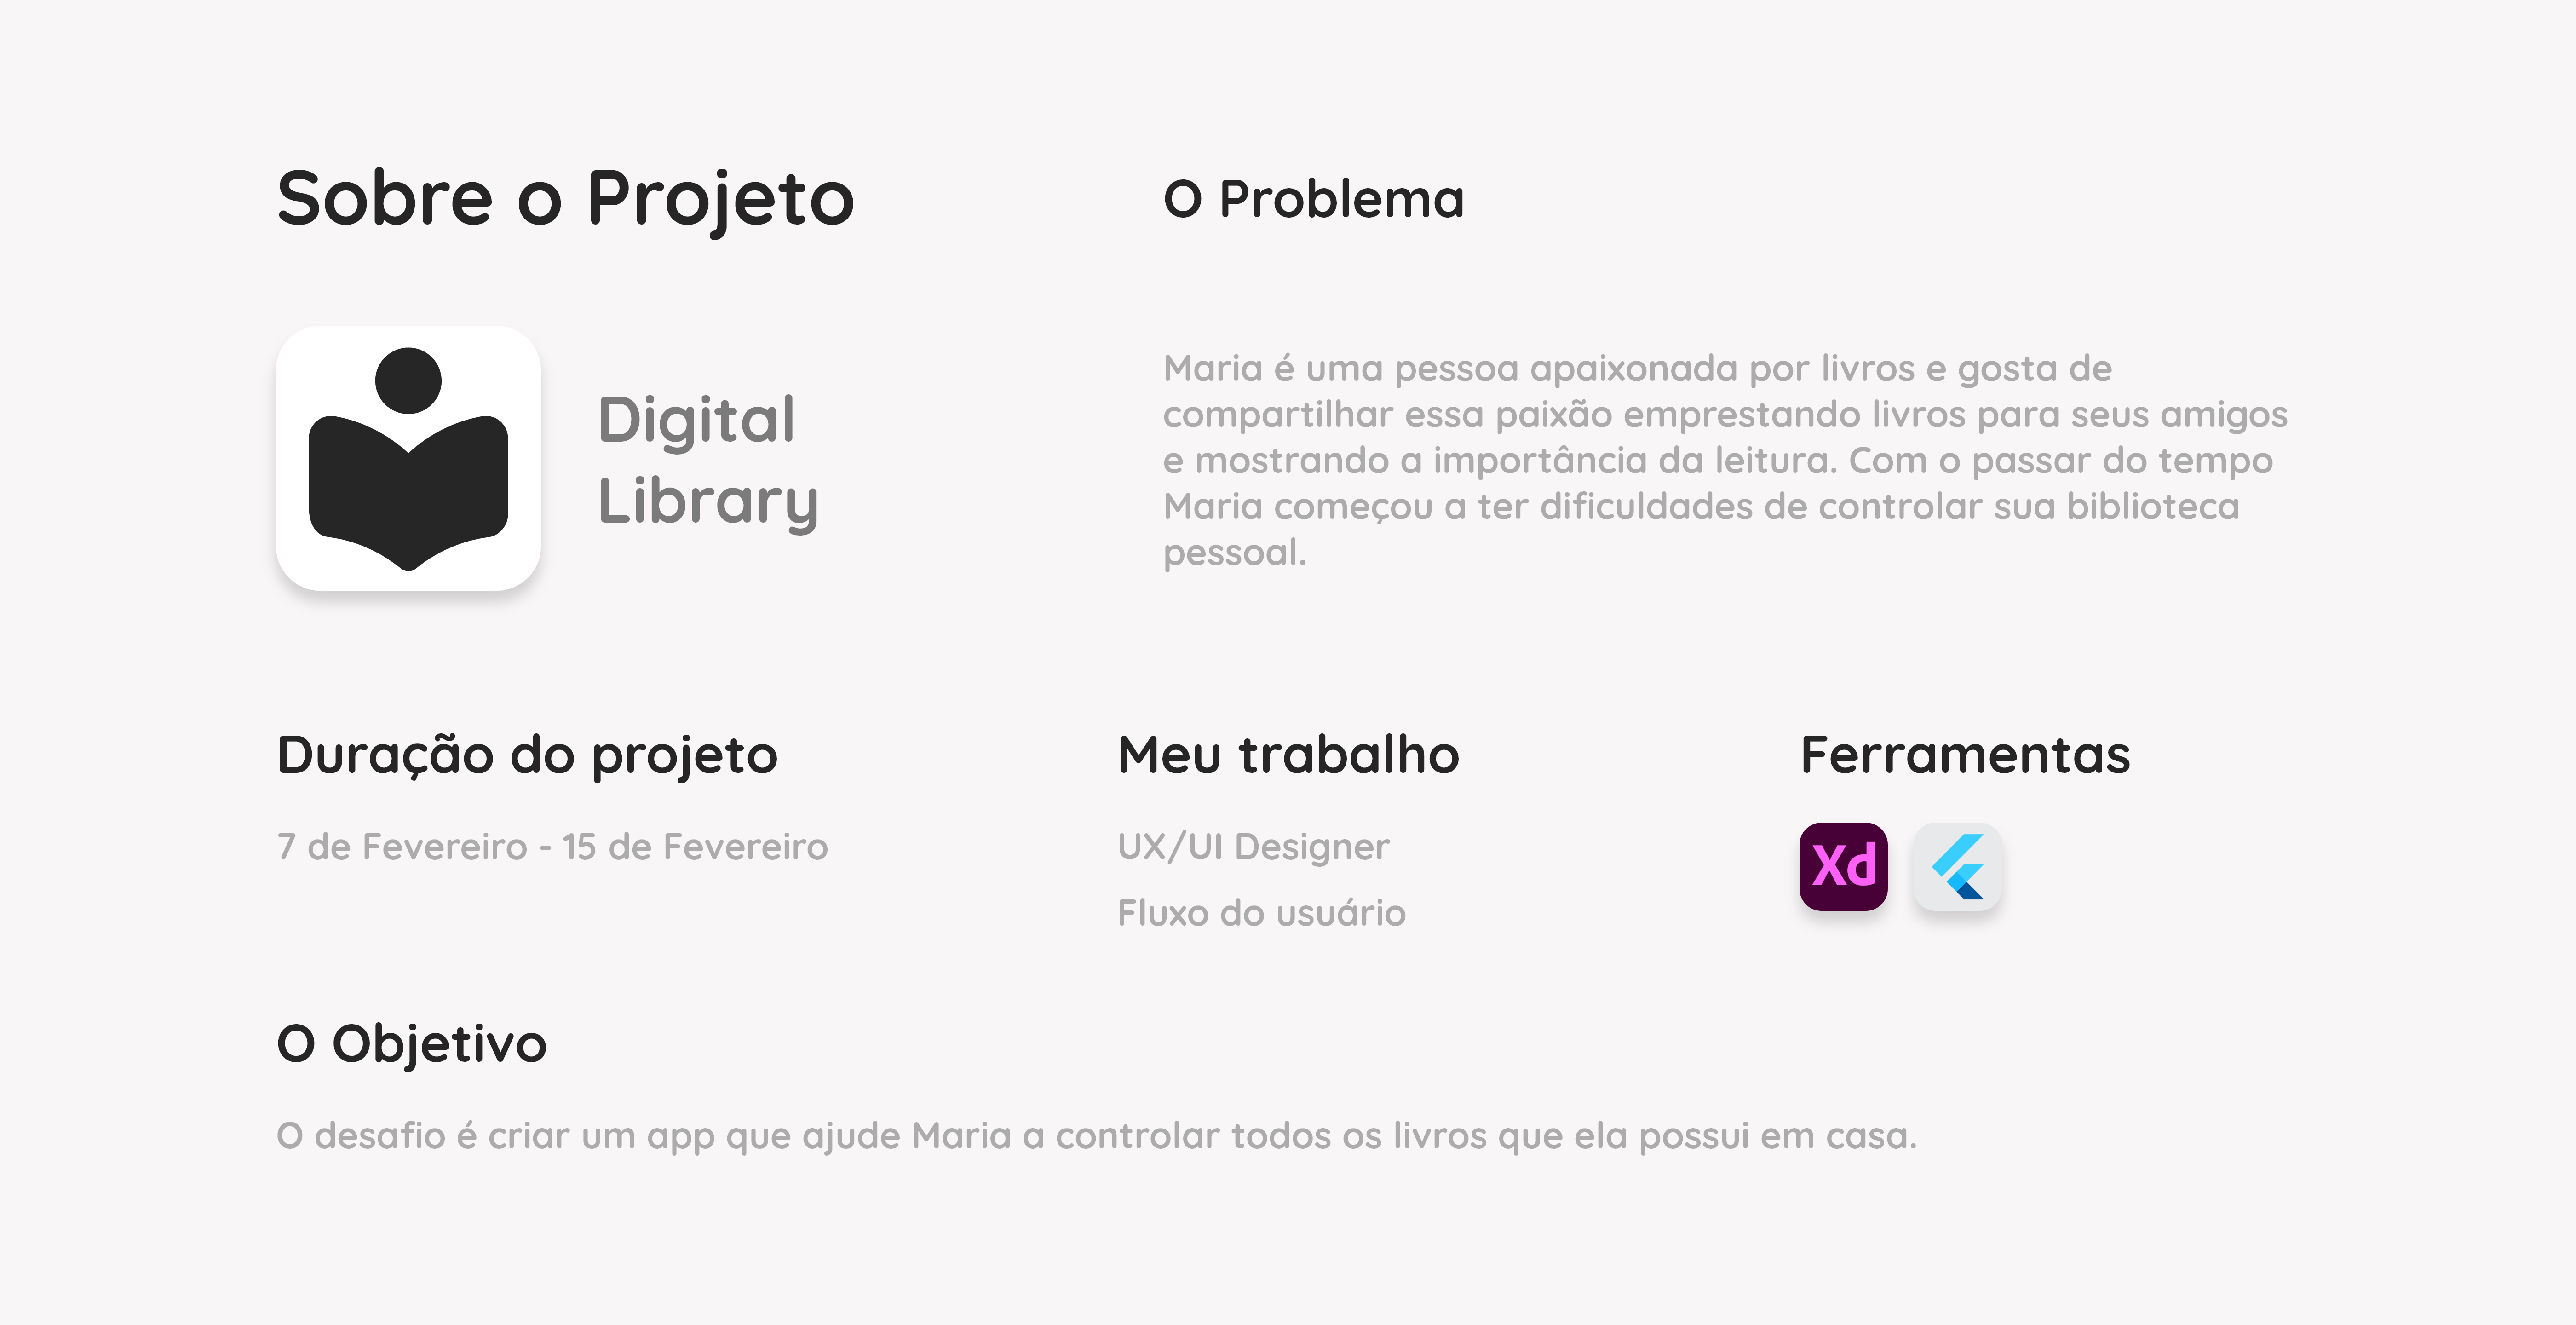 Sobre o Projeto
Digital
Library
O Problema
Maria é uma pessoa apaixonada por livros e gosta de
compartilhar essa paixão emprestando livros para seus amigos
e mostrando a importância da leitura. Com o passar do tempo
Maria começou a ter dificuldades de controlar sua biblioteca
pessoal.
Duração do projeto
7 de Fevereiro - 15 de Fevereiro
Meu trabalho
UX/UI Designer
Fluxo do usuário
Ferramentas
Xd
O Objetivo
O desafio é criar um app que ajude Maria a controlar todos os livros que ela possui em casa.